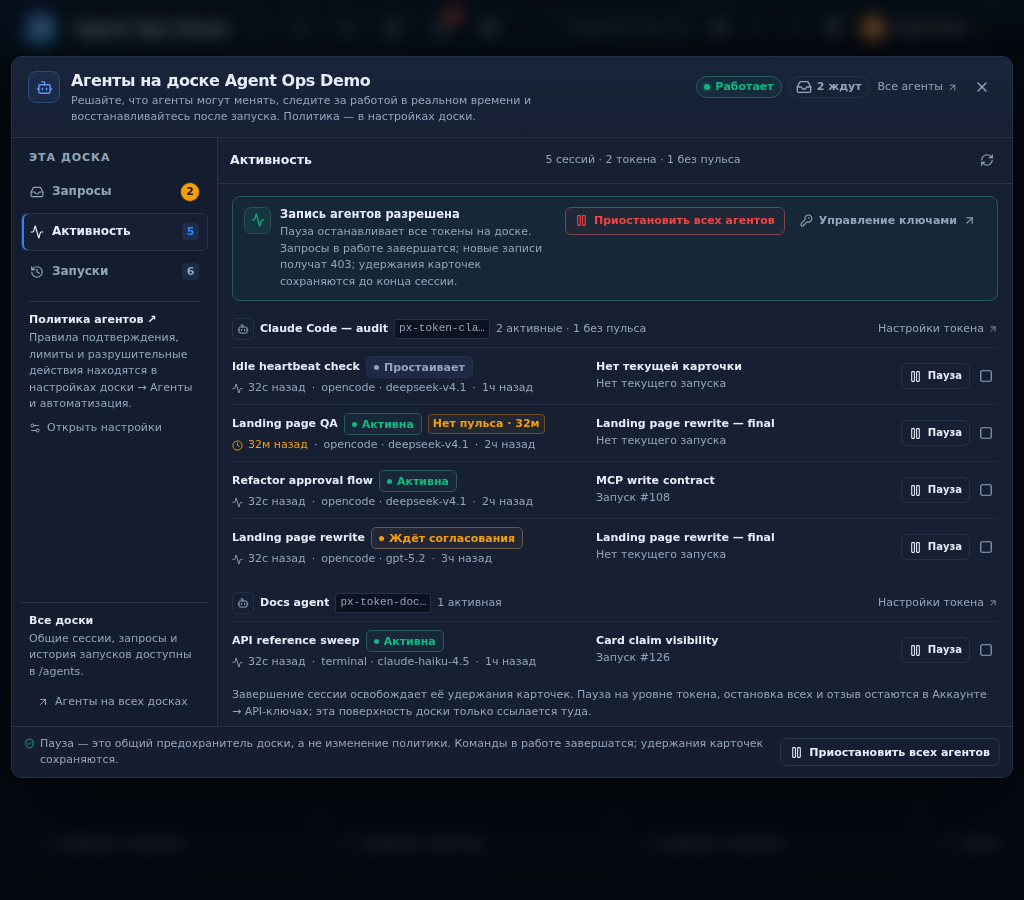 Агенты на доске Agent Ops Demo
Решайте, что агенты могут менять, следите за работой в реальном времени и
восстанавливайтесь после запуска. Политика — в настройках доски.
Работает
2 ждут
Все агенты
ЭТА ДОСКА
Запросы
2
Активность
5
Запуски
6
Политика агентов ↗
Правила подтверждения,
лимиты и разрушительные
действия находятся в
настройках доски → Агенты
и автоматизация.
Открыть настройки
Все доски
Общие сессии, запросы и
история запусков доступны
в /agents.
Агенты на всех досках
Активность
5 сессий · 2 токена · 1 без пульса
Запись агентов разрешена
Пауза останавливает все токены на доске.
Запросы в работе завершатся; новые записи
получат 403; удержания карточек
сохраняются до конца сессии.
Приостановить всех агентов
Управление ключами
Claude Code — audit px-token-cla… 2 активные · 1 без пульса
Настройки токена
Idle heartbeat check Простаивает
32с назад · opencode · deepseek-v4.1 · 1ч назад
Нет текущей карточки
Нет текущего запуска
Пауза
Landing page QA Активна Нет пульса · 32м
32м назад · opencode · deepseek-v4.1 · 2ч назад
Landing page rewrite — final
Нет текущего запуска
Пауза
Refactor approval flow Активна
32с назад · opencode · deepseek-v4.1 · 2ч назад
MCP write contract
Запуск #108
Пауза
Landing page rewrite Ждёт согласования
32с назад · opencode · gpt-5.2 · 3ч назад
Landing page rewrite — final
Нет текущего запуска
Пауза
Docs agent px-token-doc… 1 активная
Настройки токена
API reference sweep Активна
32с назад · terminal · claude-haiku-4.5 · 1ч назад
Card claim visibility
Запуск #126
Пауза
Завершение сессии освобождает её удержания карточек. Пауза на уровне токена, остановка всех и отзыв остаются в Аккаунте
→ API-ключах; эта поверхность доски только ссылается туда.
Пауза — это общий предохранитель доски, а не изменение политики. Команды в работе завершатся; удержания карточек
сохраняются.
Приостановить всех агентов